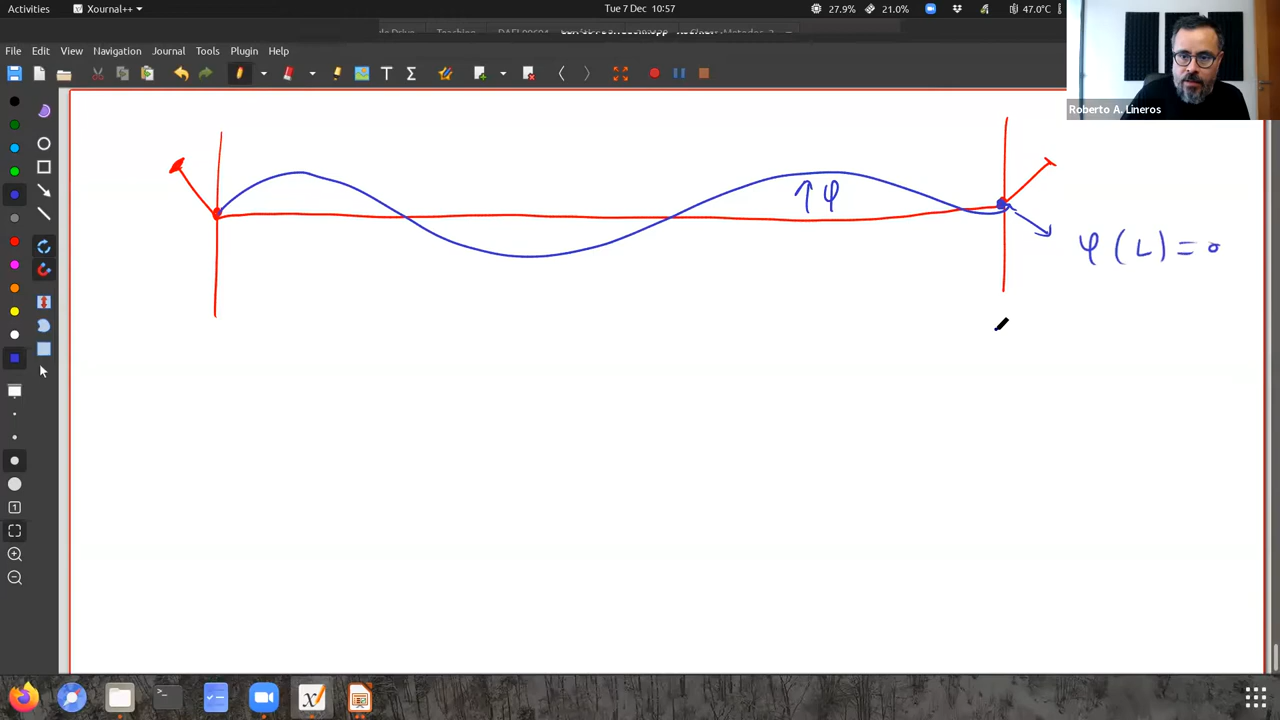 Activities Xournal++ Tue 7 Dec 10:57 27.9% 21.0% 47.0°C
File Edit View Navigation Journal Tools Plugin Help
Roberto A. Lineros
↑ φ
φ(L)=0